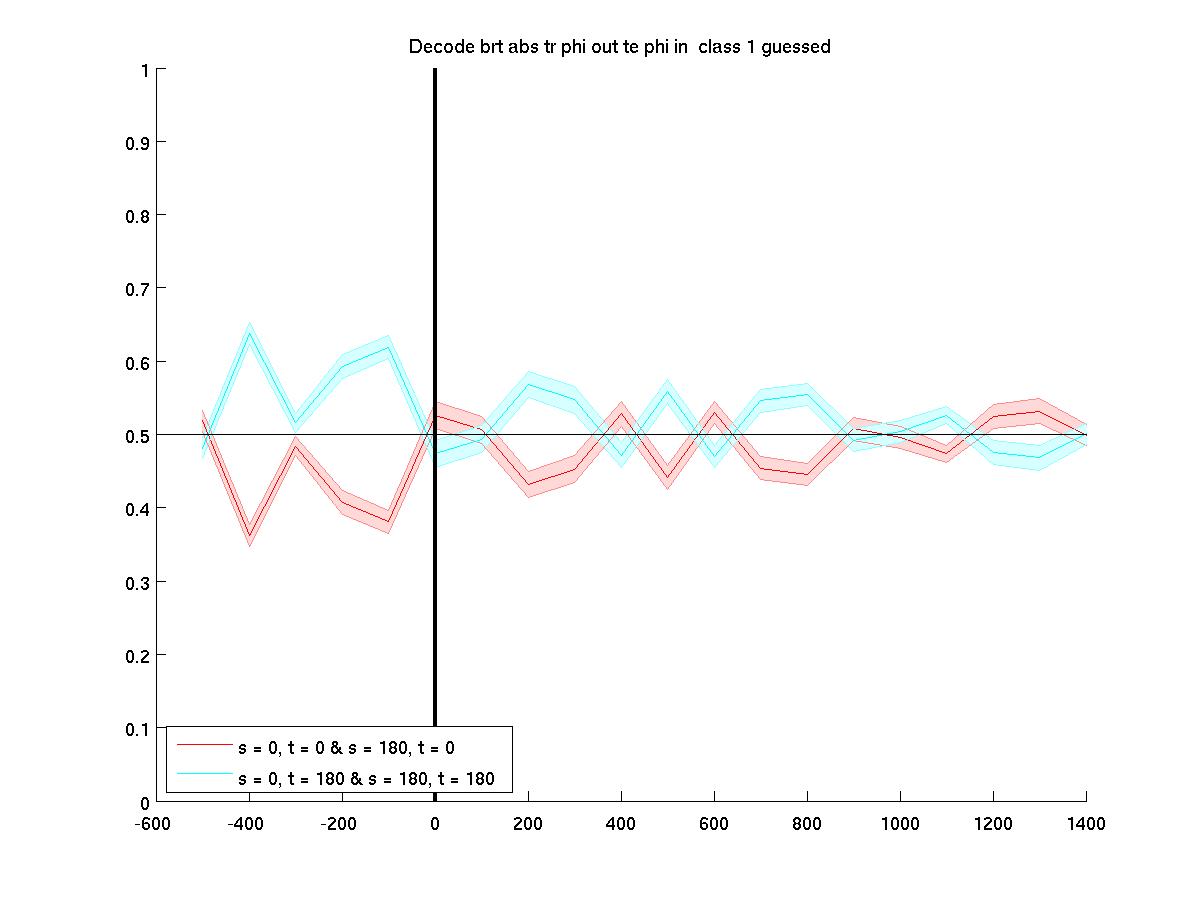 Decode brt abs tr phi out te phi in  class 1 guessed
1
0.9
0.8
0.7
0.6
0.5
0.4
0.3
0.2
0.1
0
s = 0, t = 0 & s = 180, t = 0
s = 0, t = 180 & s = 180, t = 180
-600 -400 -200 0 200 400 600 800 1000 1200 1400